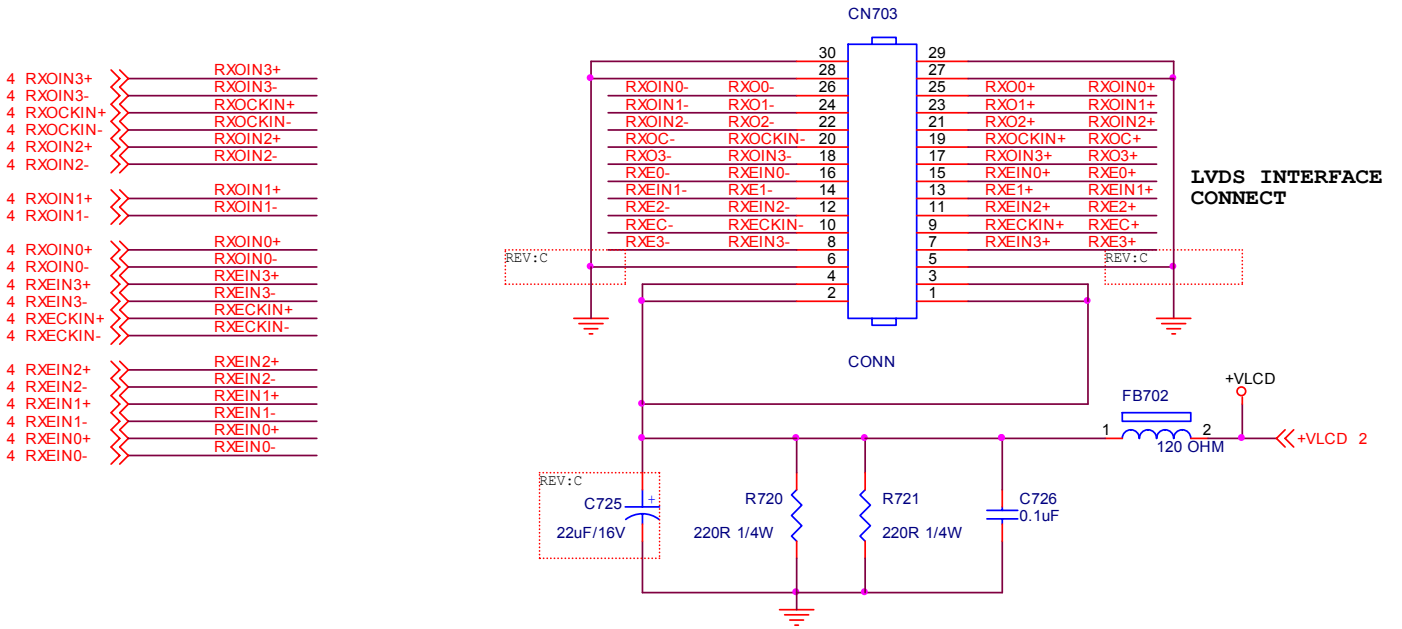 CN703
4 RXOIN3+ RXOIN3+
4 RXOIN3- RXOIN3-
4 RXOCKIN+ RXOCKIN+
4 RXOCKIN- RXOCKIN-
4 RXOIN2+ RXOIN2+
4 RXOIN2- RXOIN2-
4 RXOIN1+ RXOIN1+
4 RXOIN1- RXOIN1-
4 RXOIN0+ RXOIN0+
4 RXOIN0- RXOIN0-
4 RXEIN3+ RXEIN3+
4 RXEIN3- RXEIN3-
4 RXECKIN+ RXECKIN+
4 RXECKIN- RXECKIN-
4 RXEIN2+ RXEIN2+
4 RXEIN2- RXEIN2-
4 RXEIN1+ RXEIN1+
4 RXEIN1- RXEIN1-
4 RXEIN0+ RXEIN0+
4 RXEIN0- RXEIN0-
30 29
28 27
RXOIN0- RXO0- 26 25 RXO0+ RXOIN0+
RXOIN1- RXO1- 24 23 RXO1+ RXOIN1+
RXOIN2- RXO2- 22 21 RXO2+ RXOIN2+
RXOC- RXOCKIN- 20 19 RXOCKIN+ RXOC+
RXO3- RXOIN3- 18 17 RXOIN3+ RXO3+
RXE0- RXEIN0- 16 15 RXEIN0+ RXE0+
RXEIN1- RXE1- 14 13 RXE1+ RXEIN1+
RXE2- RXEIN2- 12 11 RXEIN2+ RXE2+
RXEC- RXECKIN- 10 9 RXECKIN+ RXEC+
RXE3- RXEIN3- 8 7 RXEIN3+ RXE3+
REV:C 6 5 REV:C
4 3
2 1
LVDS INTERFACE
CONNECT
CONN
+VLCD
FB702
1 2
120 OHM
+VLCD 2
REV:C
C725 +
22uF/16V
R720
220R 1/4W
R721
220R 1/4W
C726
0.1uF